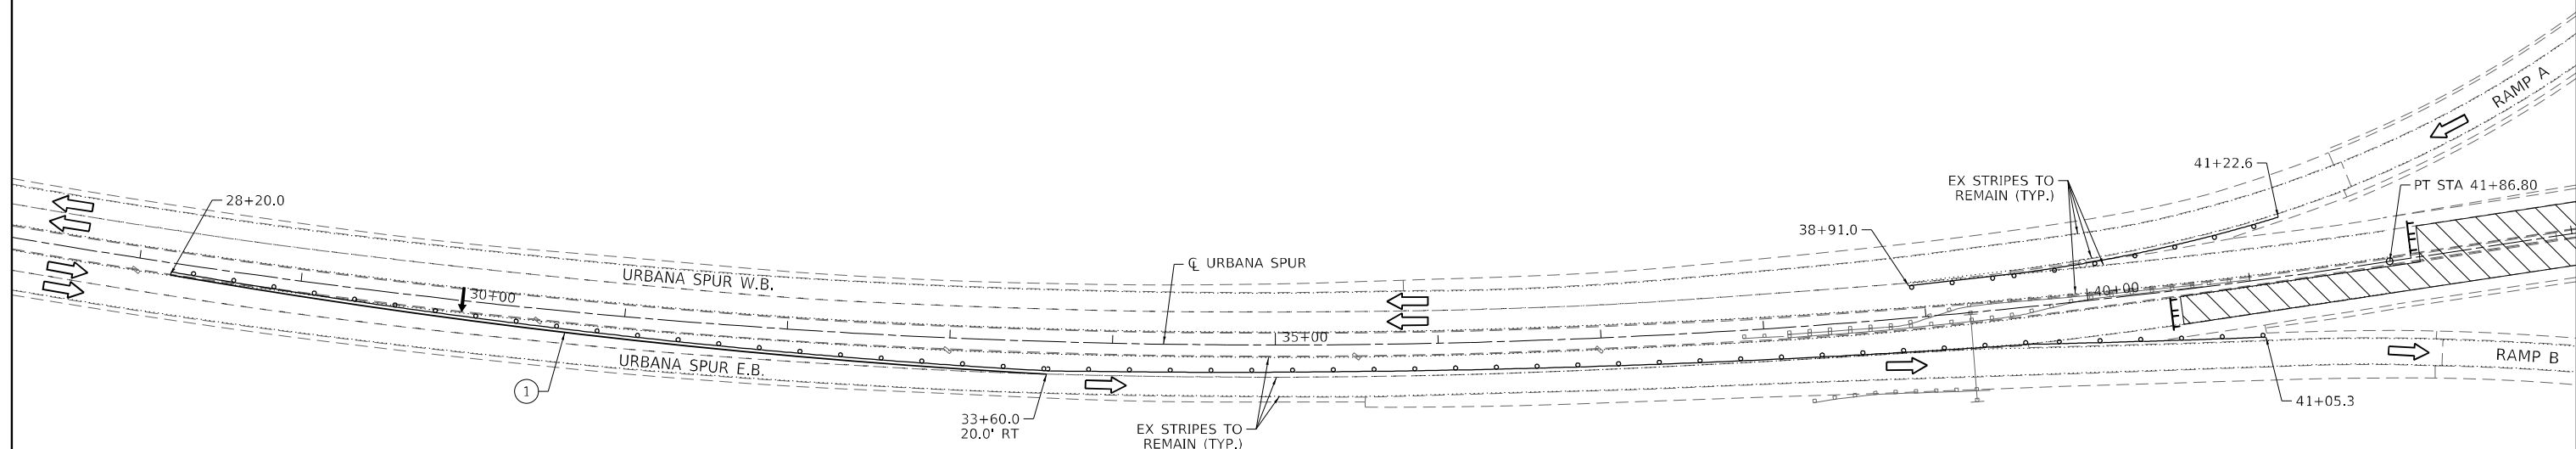 RAMP A
41+22.6
EX STRIPES TO
REMAIN (TYP.)
PT STA 41+86.80
28+20.0
38+91.0
℄ URBANA SPUR
URBANA SPUR W.B.
30+00
40+00
35+00
URBANA SPUR E.B.
RAMP B
1
41+05.3
33+60.0
20.0' RT
EX STRIPES TO
REMAIN (TYP.)